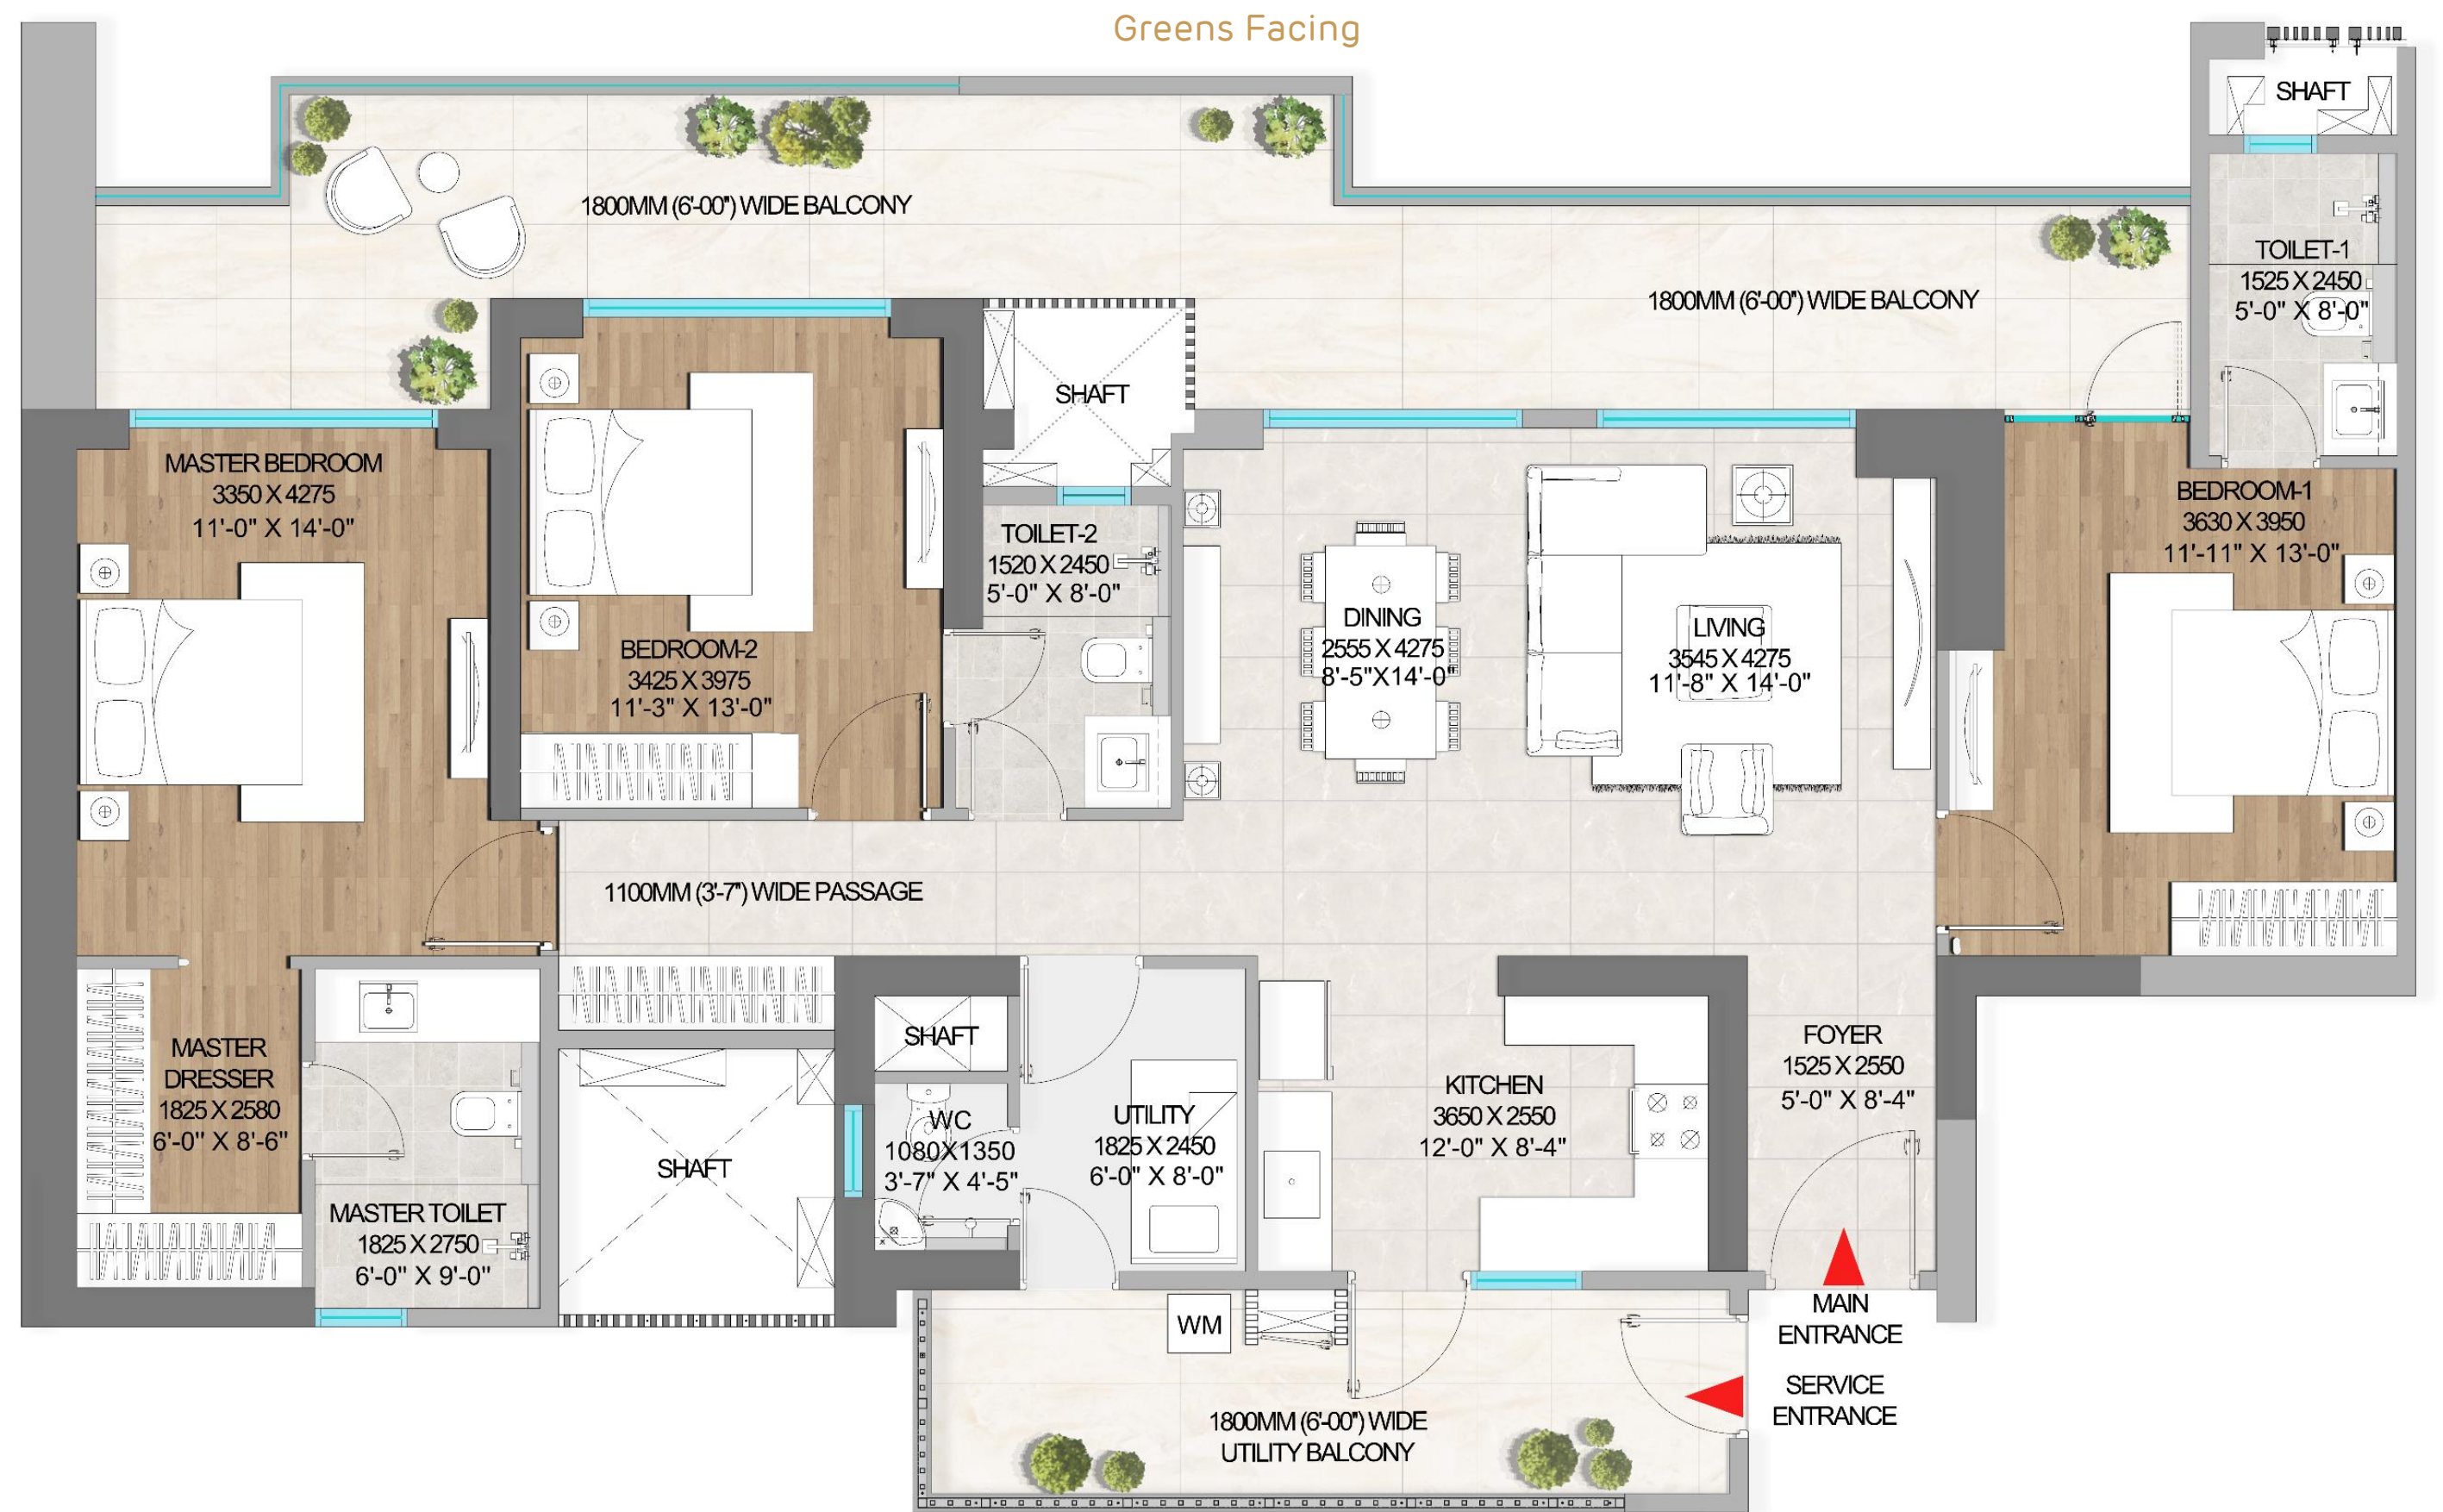 Greens Facing
SHAFT
1800MM (6'-00") WIDE BALCONY
TOILET-1
1525 X 2450
5'-0" X 8'-0"
1800MM (6'-00") WIDE BALCONY
SHAFT
MASTER BEDROOM
3350 X 4275
11'-0" X 14'-0"
BEDROOM-1
3630 X 3950
11'-11" X 13'-0"
TOILET-2
1520 X 2450
5'-0" X 8'-0"
BEDROOM-2
3425 X 3975
11'-3" X 13'-0"
DINING
2555 X 4275
8'-5"X14'-0"
LIVING
3545 X 4275
11'-8" X 14'-0"
1100MM (3'-7") WIDE PASSAGE
MASTER
DRESSER
1825 X 2580
6'-0" X 8'-6"
SHAFT
SHAFT
WC
1080X1350
3'-7" X 4'-5"
UTILITY
1825 X 2450
6'-0" X 8'-0"
KITCHEN
3650 X 2550
12'-0" X 8'-4"
FOYER
1525 X 2550
5'-0" X 8'-4"
MASTER TOILET
1825 X 2750
6'-0" X 9'-0"
WM
MAIN
ENTRANCE
SERVICE
ENTRANCE
1800MM (6'-00") WIDE
UTILITY BALCONY